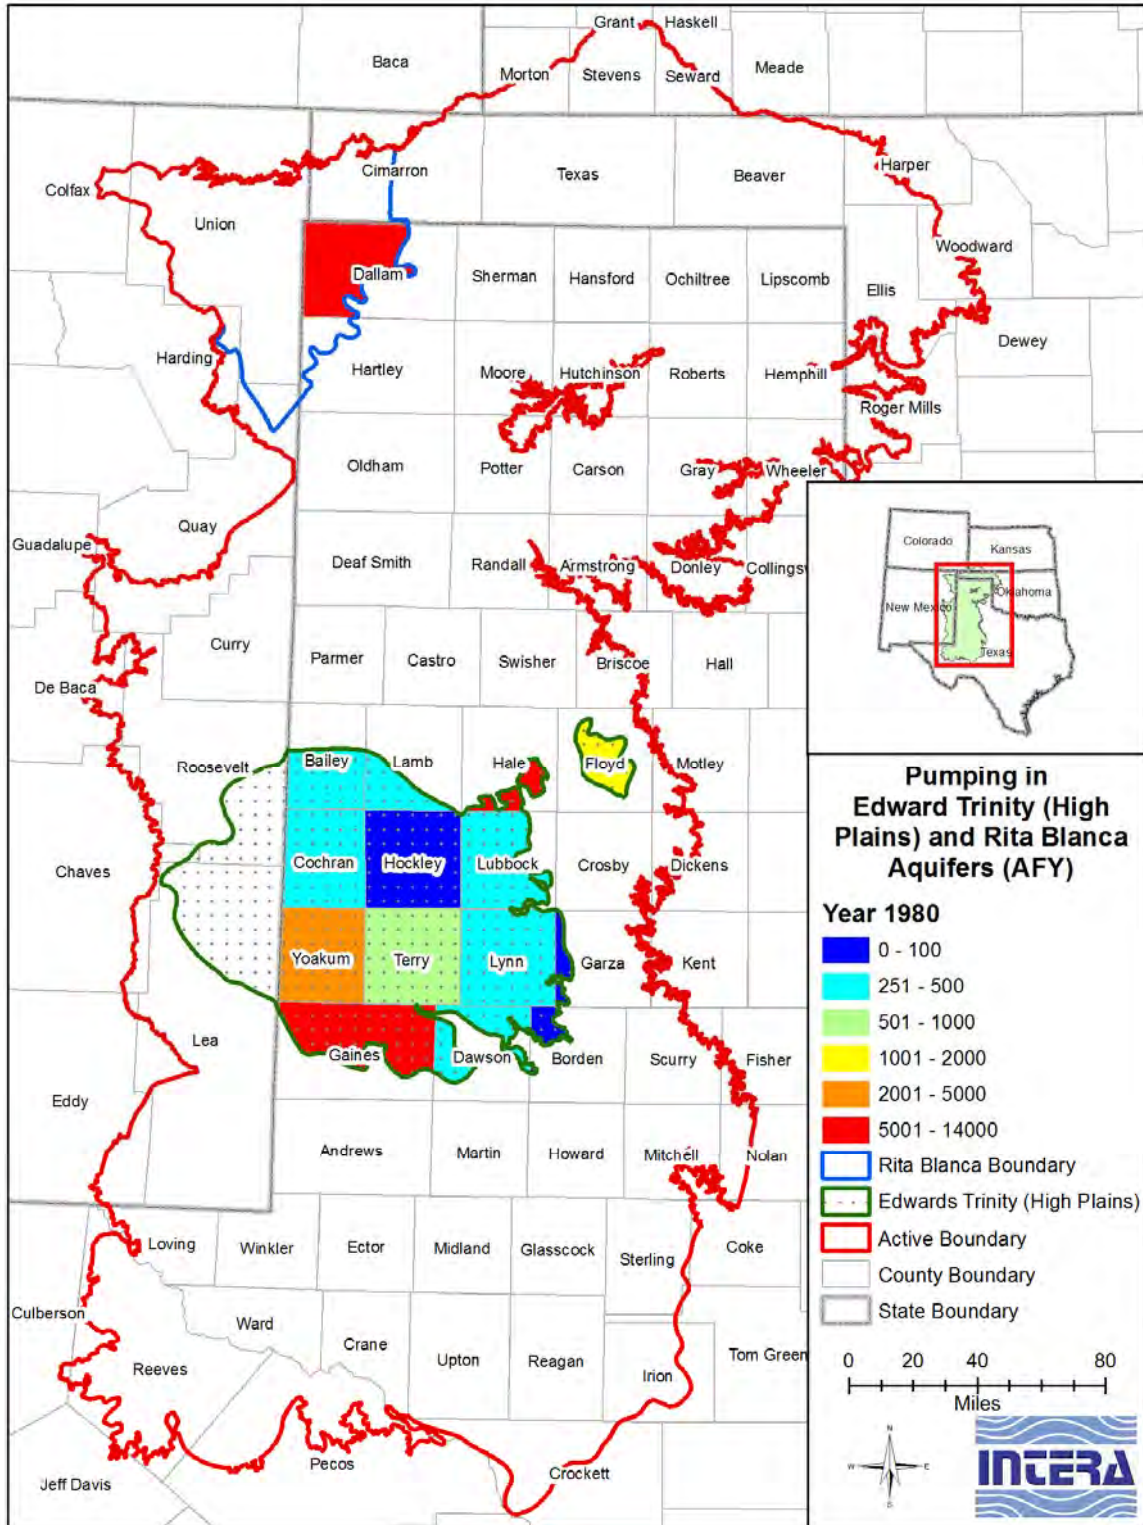 Grant
Haskell
Baca
Morton
Stevens
Seward
Meade
Cimarron
Texas
Beaver
Harper
Colfax
Union
Woodward
Dallam
Sherman
Hansford
Ochiltree
Lipscomb
Ellis
Dewey
Harding
Hartley
Moore
Hutchinson
Roberts
Hemphill
Roger Mills
Oldham
Potter
Carson
Gray
Wheeler
Quay
Guadalupe
Deaf Smith
Randall
Armstrong
Donley
Collingsw
Curry
Parmer
Castro
Swisher
Briscoe
Hall
De Baca
Roosevelt
Bailey
Lamb
Hale
Floyd
Motley
Chaves
Cochran
Hockley
Lubbock
Crosby
Dickens
Yoakum
Terry
Lynn
Garza
Kent
Lea
Gaines
Dawson
Borden
Scurry
Fisher
Eddy
Andrews
Martin
Howard
Mitchell
Nolan
Loving
Winkler
Ector
Midland
Glasscock
Sterling
Coke
Culberson
Ward
Crane
Reeves
Upton
Reagan
Irion
Tom Green
Pecos
Crockett
Jeff Davis
Colorado
Kansas
New Mexico
Oklahoma
Texas
Pumping in
Edward Trinity (High
Plains) and Rita Blanca
Aquifers (AFY)
Year 1980
0 - 100
251 - 500
501 - 1000
1001 - 2000
2001 - 5000
5001 - 14000
Rita Blanca Boundary
Edwards Trinity (High Plains)
Active Boundary
County Boundary
State Boundary
0 20 40 80
Miles
N
W E
S
INTERA